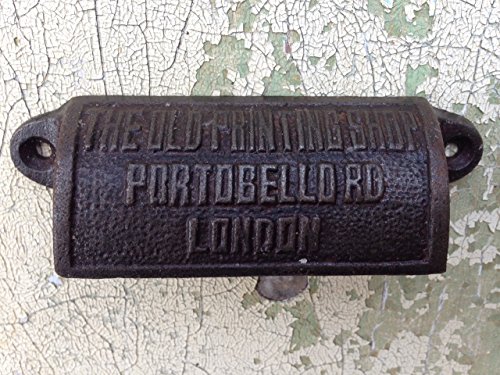 THE OLD PRINTING SHOP
PORTOBELLO RD
LONDON